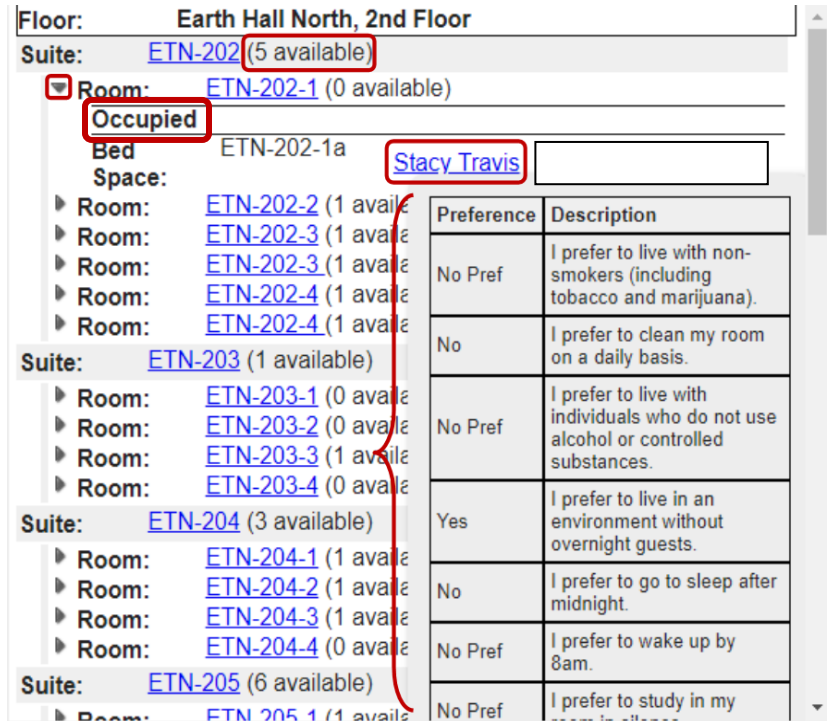 Floor: Earth Hall North, 2nd Floor
Suite: ETN-202 (5 available)
Room: ETN-202-1 (0 available)
Occupied
Bed Space: ETN-202-1a Stacy Travis
Room: ETN-202-2 (1 availa
Room: ETN-202-3 (1 availa
Room: ETN-202-3 (1 availa
Room: ETN-202-4 (1 availa
Room: ETN-202-4 (1 availa
Suite: ETN-203 (1 available)
Room: ETN-203-1 (0 availa
Room: ETN-203-2 (0 availa
Room: ETN-203-3 (1 availa
Room: ETN-203-4 (0 availa
Suite: ETN-204 (3 available)
Room: ETN-204-1 (1 availa
Room: ETN-204-2 (1 availa
Room: ETN-204-3 (1 availa
Room: ETN-204-4 (0 availa
Suite: ETN-205 (6 available)
Room: ETN-205-1 (1 availa
Preference Description
No Pref I prefer to live with non-
smokers (including
tobacco and marijuana).
No I prefer to clean my room
on a daily basis.
No Pref I prefer to live with
individuals who do not use
alcohol or controlled
substances.
Yes I prefer to live in an
environment without
overnight guests.
No I prefer to go to sleep after
midnight.
No Pref I prefer to wake up by
8am.
No Pref I prefer to study in my
room in silence